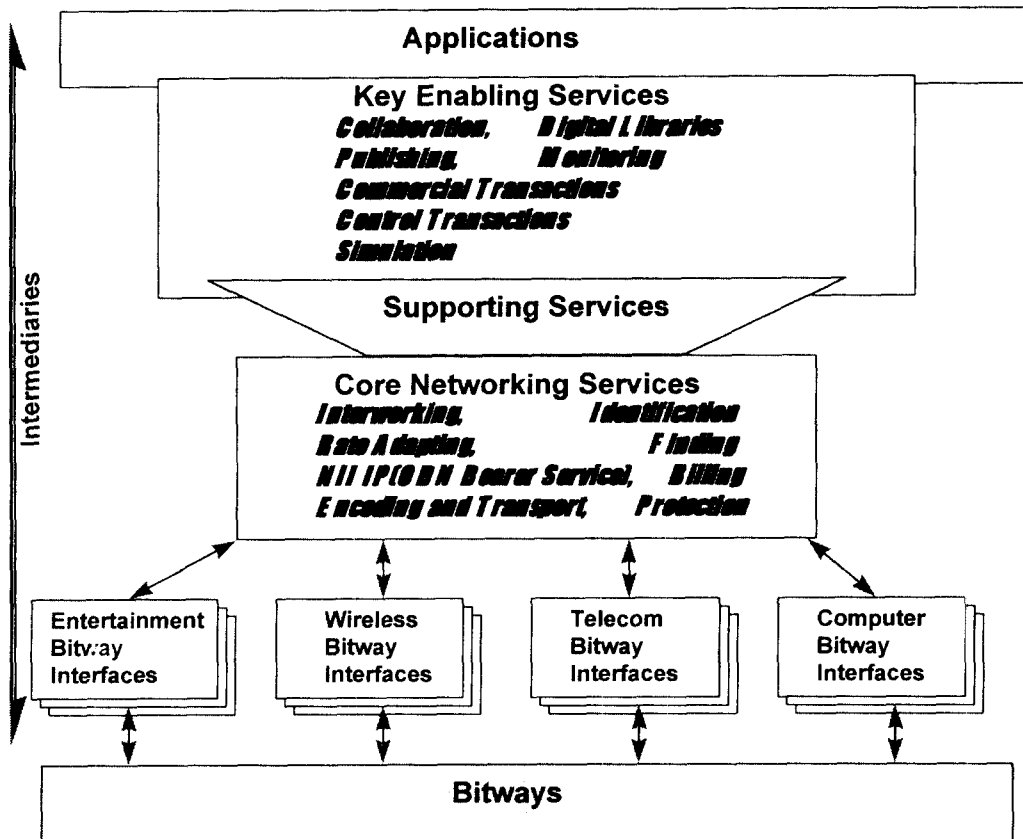 Applications
Key Enabling Services
Collaboration, Digital Libraries
Publishing, Monitoring
Commercial Transactions
Control Transactions
Simulation
Supporting Services
Intermediaries
Core Networking Services
Interworking, Identification
Rate Adapting, Finding
NII IP(ODN Bearer Service), Billing
Encoding and Transport, Protection
Entertainment
Bitway
Interfaces
Wireless
Bitway
Interfaces
Telecom
Bitway
Interfaces
Computer
Bitway
Interfaces
Bitways